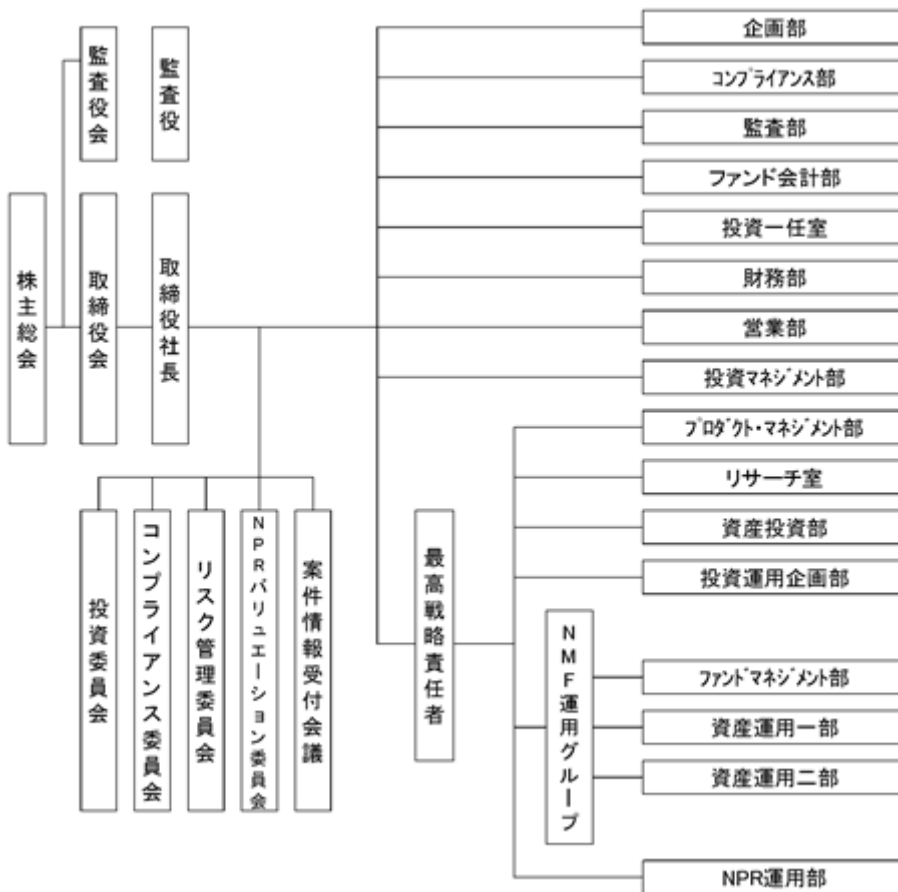 株主総会
監査役会
監査役
取締役会
取締役社長
投資委員会
コンプライアンス委員会
リスク管理委員会
NPRバリュエーション委員会
案件情報受付会議
企画部
コンプライアンス部
監査部
ファンド会計部
投資一任室
財務部
営業部
投資マネジメント部
最高戦略責任者
プロダクト・マネジメント部
リサーチ室
資産投資部
投資運用企画部
NMF運用グループ
ファンドマネジメント部
資産運用一部
資産運用二部
NPR運用部